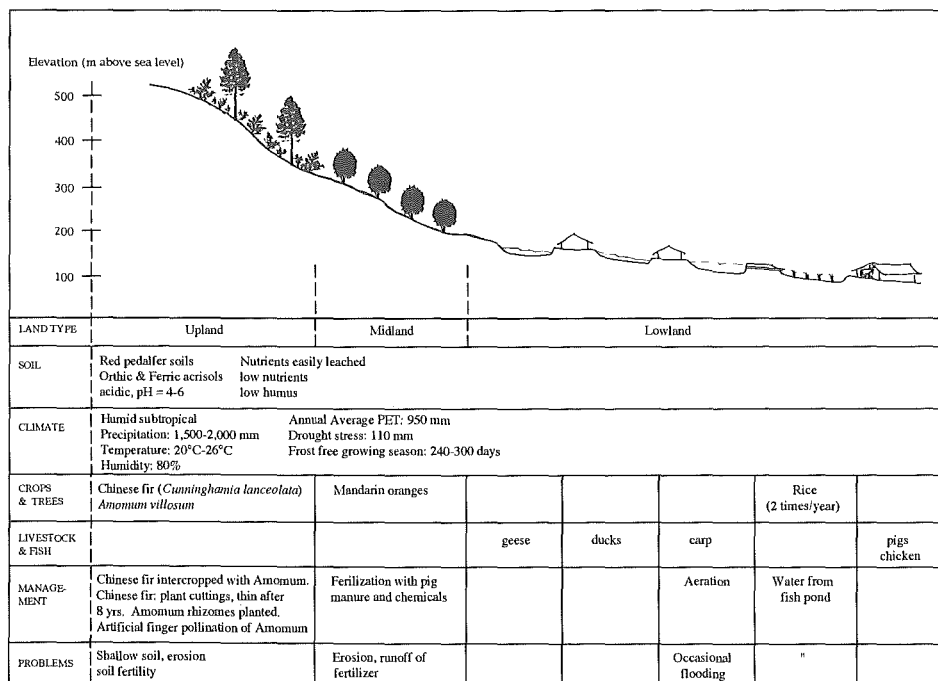 Elevation (m above sea level)
500
400
300
200
100
LAND TYPE
Upland
Midland
Lowland
SOIL
Red pedalfer soils Nutrients easily leached
Orthic & Ferric acrisols low nutrients
acidic, pH = 4-6 low humus
CLIMATE
Humid subtropical Annual Average PET: 950 mm
Precipitation: 1,500-2,000 mm Drought stress: 110 mm
Temperature: 20°C-26°C Frost free growing season: 240-300 days
Humidity: 80%
CROPS
& TREES
Chinese fir (Cunninghamia lanceolata)
Amomum villosum
Mandarin oranges
Rice
(2 times/year)
LIVESTOCK
& FISH
geese
ducks
carp
pigs
chicken
MANAGE-
MENT
Chinese fir intercropped with Amomum.
Chinese fir: plant cuttings, thin after
8 yrs. Amomum rhizomes planted.
Artificial finger pollination of Amomum
Ferilization with pig
manure and chemicals
Aeration
Water from
fish pond
PROBLEMS
Shallow soil, erosion
soil fertility
Erosion, runoff of
fertilizer
Occasional
flooding
"